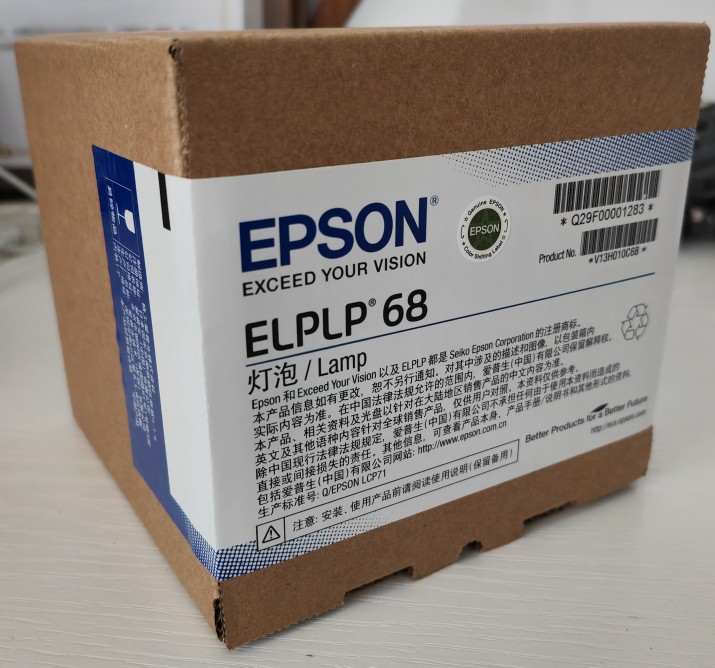 EPSON®
EXCEED YOUR VISION
Genuine EPSON
EPSON
Color Shifting Label
* Q29F00001283 *
Product No.
*V13H010C68*
ELPLP® 68
灯泡 / Lamp
Epson 和 Exceed Your Vision 以及 ELPLP 都是 Seiko Epson Corporation 的注册商标。
本产品信息如有更改，恕不另行通知。对其中涉及的描述和图像，以包装箱内
实际内容为准。在中国法律法规允许的范围内，爱普生(中国)有限公司保留解释权。
本产品、相关资料及光盘以针对在大陆地区销售产品的中文内容为准。
英文及其他语种内容针对全球销售产品，仅供用户对照。本资料仅供参考。
除中国现行法律法规规定，爱普生(中国)有限公司不承担任何由于使用本资料而造成的
直接或间接损失的责任。其他信息，可查看产品本身，产品手册/说明书和其他形式的资料。
包括爱普生(中国)有限公司网站: http://www.epson.com.cn
生产标准号: Q/EPSON LCP71
注意: 安装、使用产品前请阅读使用说明(保留备用)
Better Products for a Better Future
http://eco.epson.com